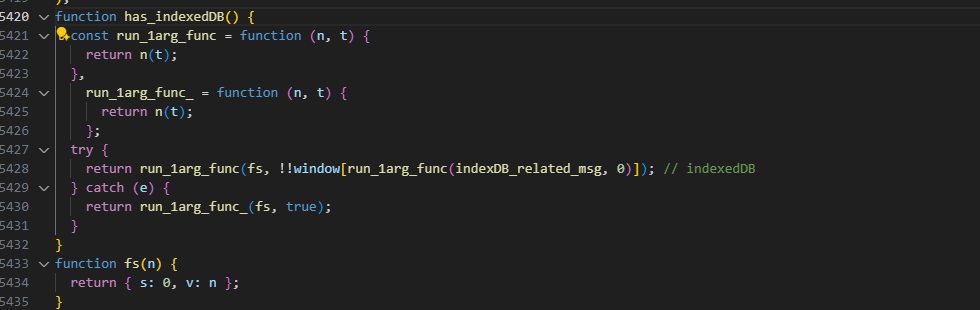 5420 function has_indexedDB() {
5421 const run_1arg_func = function (n, t) {
5422 return n(t);
5423 },
5424 run_1arg_func_ = function (n, t) {
5425 return n(t);
5426 };
5427 try {
5428 return run_1arg_func(fs, !!window[run_1arg_func(indexDB_related_msg, 0)]); // indexedDB
5429 } catch (e) {
5430 return run_1arg_func_(fs, true);
5431 }
5432 }
5433 function fs(n) {
5434 return { s: 0, v: n };
5435 }